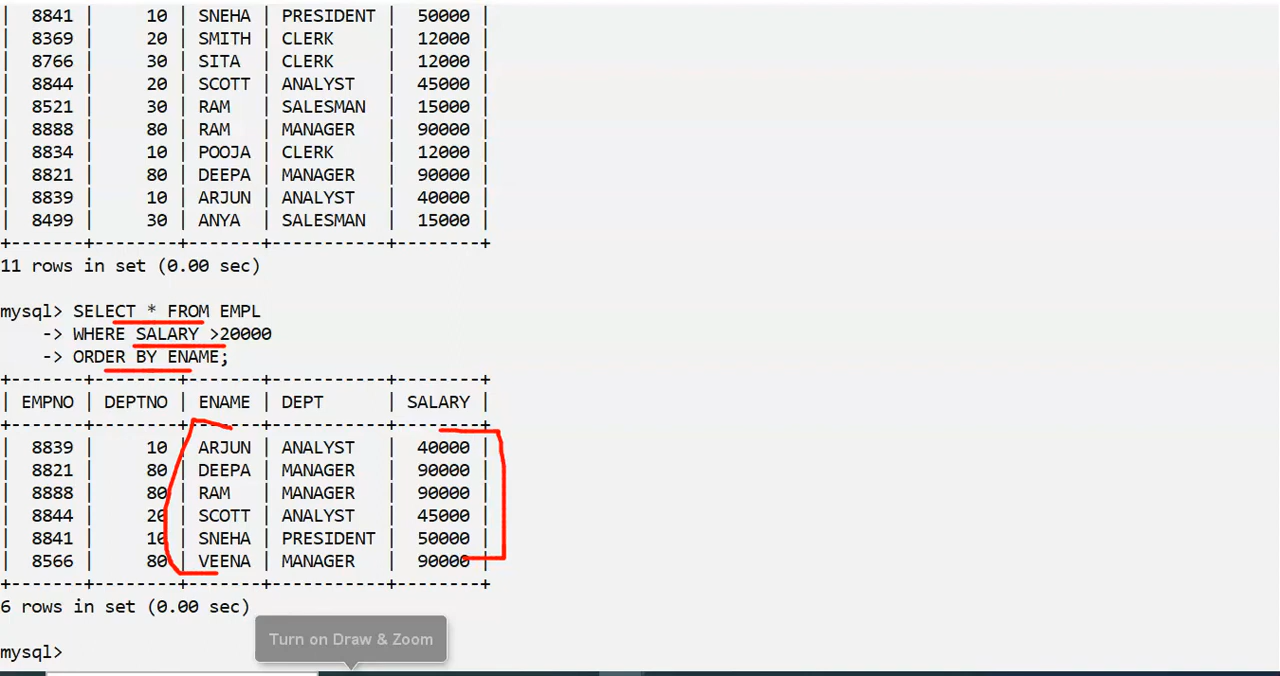 | 8841 | 10 | SNEHA | PRESIDENT | 50000 |
| 8369 | 20 | SMITH | CLERK | 12000 |
| 8766 | 30 | SITA | CLERK | 12000 |
| 8844 | 20 | SCOTT | ANALYST | 45000 |
| 8521 | 30 | RAM | SALESMAN | 15000 |
| 8888 | 80 | RAM | MANAGER | 90000 |
| 8834 | 10 | POOJA | CLERK | 12000 |
| 8821 | 80 | DEEPA | MANAGER | 90000 |
| 8839 | 10 | ARJUN | ANALYST | 40000 |
| 8499 | 30 | ANYA | SALESMAN | 15000 |
+-------+--------+-------+-----------+--------+
11 rows in set (0.00 sec)
mysql> SELECT * FROM EMPL
-> WHERE SALARY >20000
-> ORDER BY ENAME;
+-------+--------+-------+-----------+--------+
| EMPNO | DEPTNO | ENAME | DEPT | SALARY |
+-------+--------+-------+-----------+--------+
| 8839 | 10 | ARJUN | ANALYST | 40000 |
| 8821 | 80 | DEEPA | MANAGER | 90000 |
| 8888 | 80 | RAM | MANAGER | 90000 |
| 8844 | 20 | SCOTT | ANALYST | 45000 |
| 8841 | 10 | SNEHA | PRESIDENT | 50000 |
| 8566 | 80 | VEENA | MANAGER | 90000 |
+-------+--------+-------+-----------+--------+
6 rows in set (0.00 sec)
Turn on Draw & Zoom
mysql>